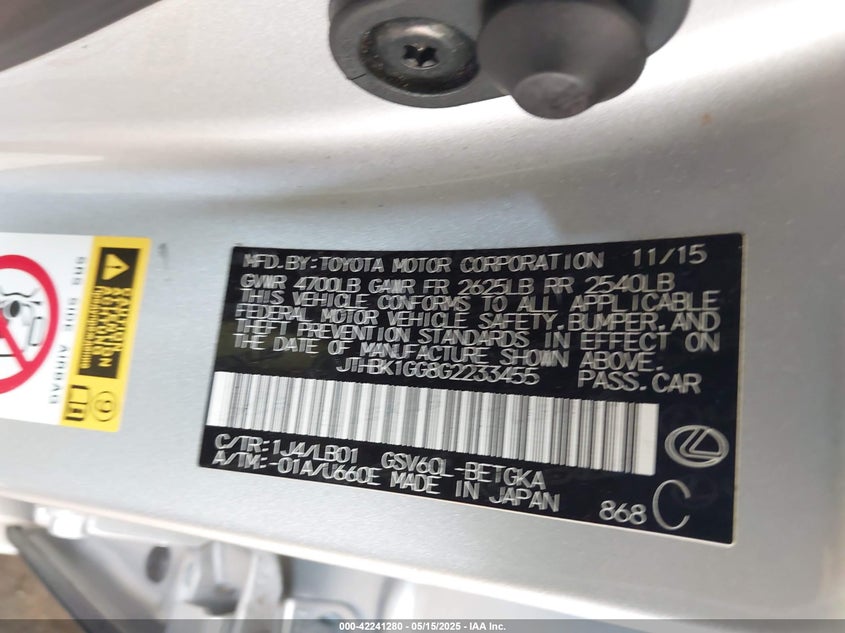 MFD.BY:TOYOTA MOTOR CORPORATION 11/15
GVWR 4700LB GAWR FR 2625LB RR 2540LB
THIS VEHICLE CONFORMS TO ALL APPLICABLE
FEDERAL MOTOR VEHICLE SAFETY,BUMPER,AND
THEFT PREVENTION STANDARDS IN EFFECT ON
THE DATE OF MANUFACTURE SHOWN ABOVE.
JTHBK1GG8G2233455 PASS.CAR
C/TR:1J4/LB01 GSV60L-BETGKA
A/TM:-01A/U660E MADE IN JAPAN
868 C
SRS SIDE AIRBAG
000-42241280 - 05/15/2025 - IAA Inc.